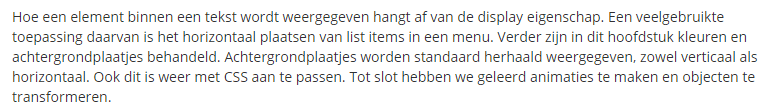 Hoe een element binnen een tekst wordt weergegeven hangt af van de display eigenschap. Een veelgebruikte
toepassing daarvan is het horizontaal plaatsen van list items in een menu. Verder zijn in dit hoofdstuk kleuren en
achtergrondplaatjes behandeld. Achtergrondplaatjes worden standaard herhaald weergegeven, zowel verticaal als
horizontaal. Ook dit is weer met CSS aan te passen. Tot slot hebben we geleerd animaties te maken en objecten te
transformeren.